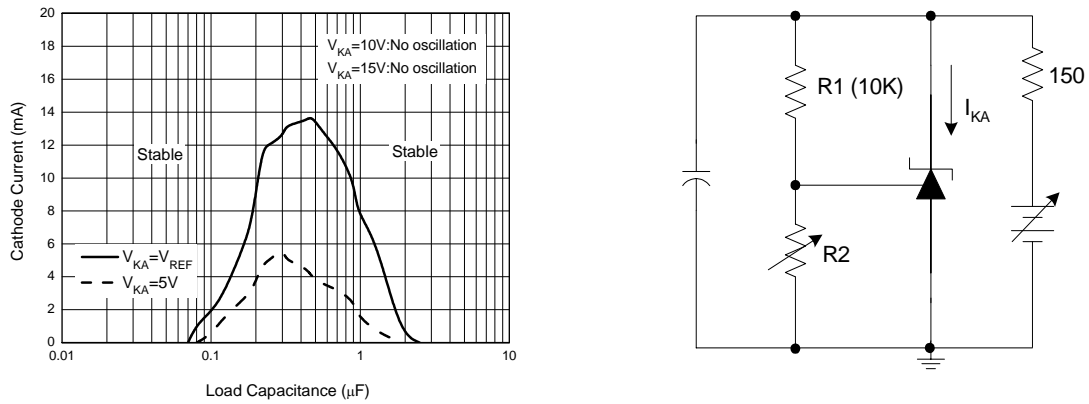 20
18
16
14
12
10
8
6
4
2
0
Cathode Current (mA)
V_KA=10V:No oscillation
V_KA=15V:No oscillation
Stable
Stable
V_KA=V_REF
V_KA=5V
0.01
0.1
1
10
Load Capacitance (μF)
R1 (10K)
I_KA
150
R2